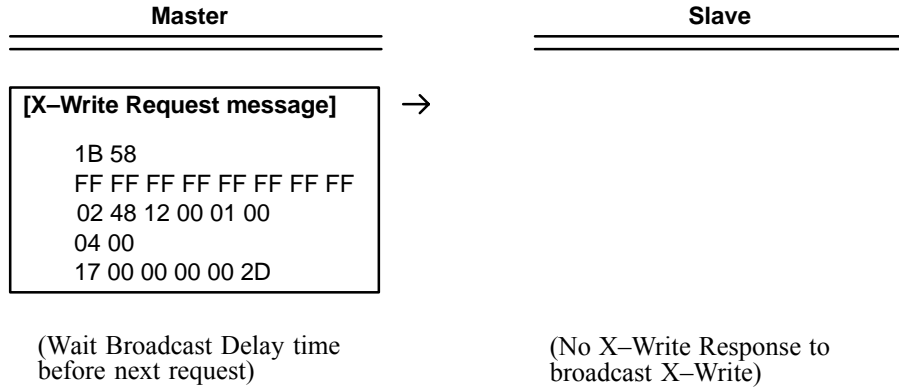 Master
Slave
[X–Write Request message]
→
1B 58
FF FF FF FF FF FF FF FF
02 48 12 00 01 00
04 00
17 00 00 00 00 2D
(Wait Broadcast Delay time
before next request)
(No X–Write Response to
broadcast X–Write)